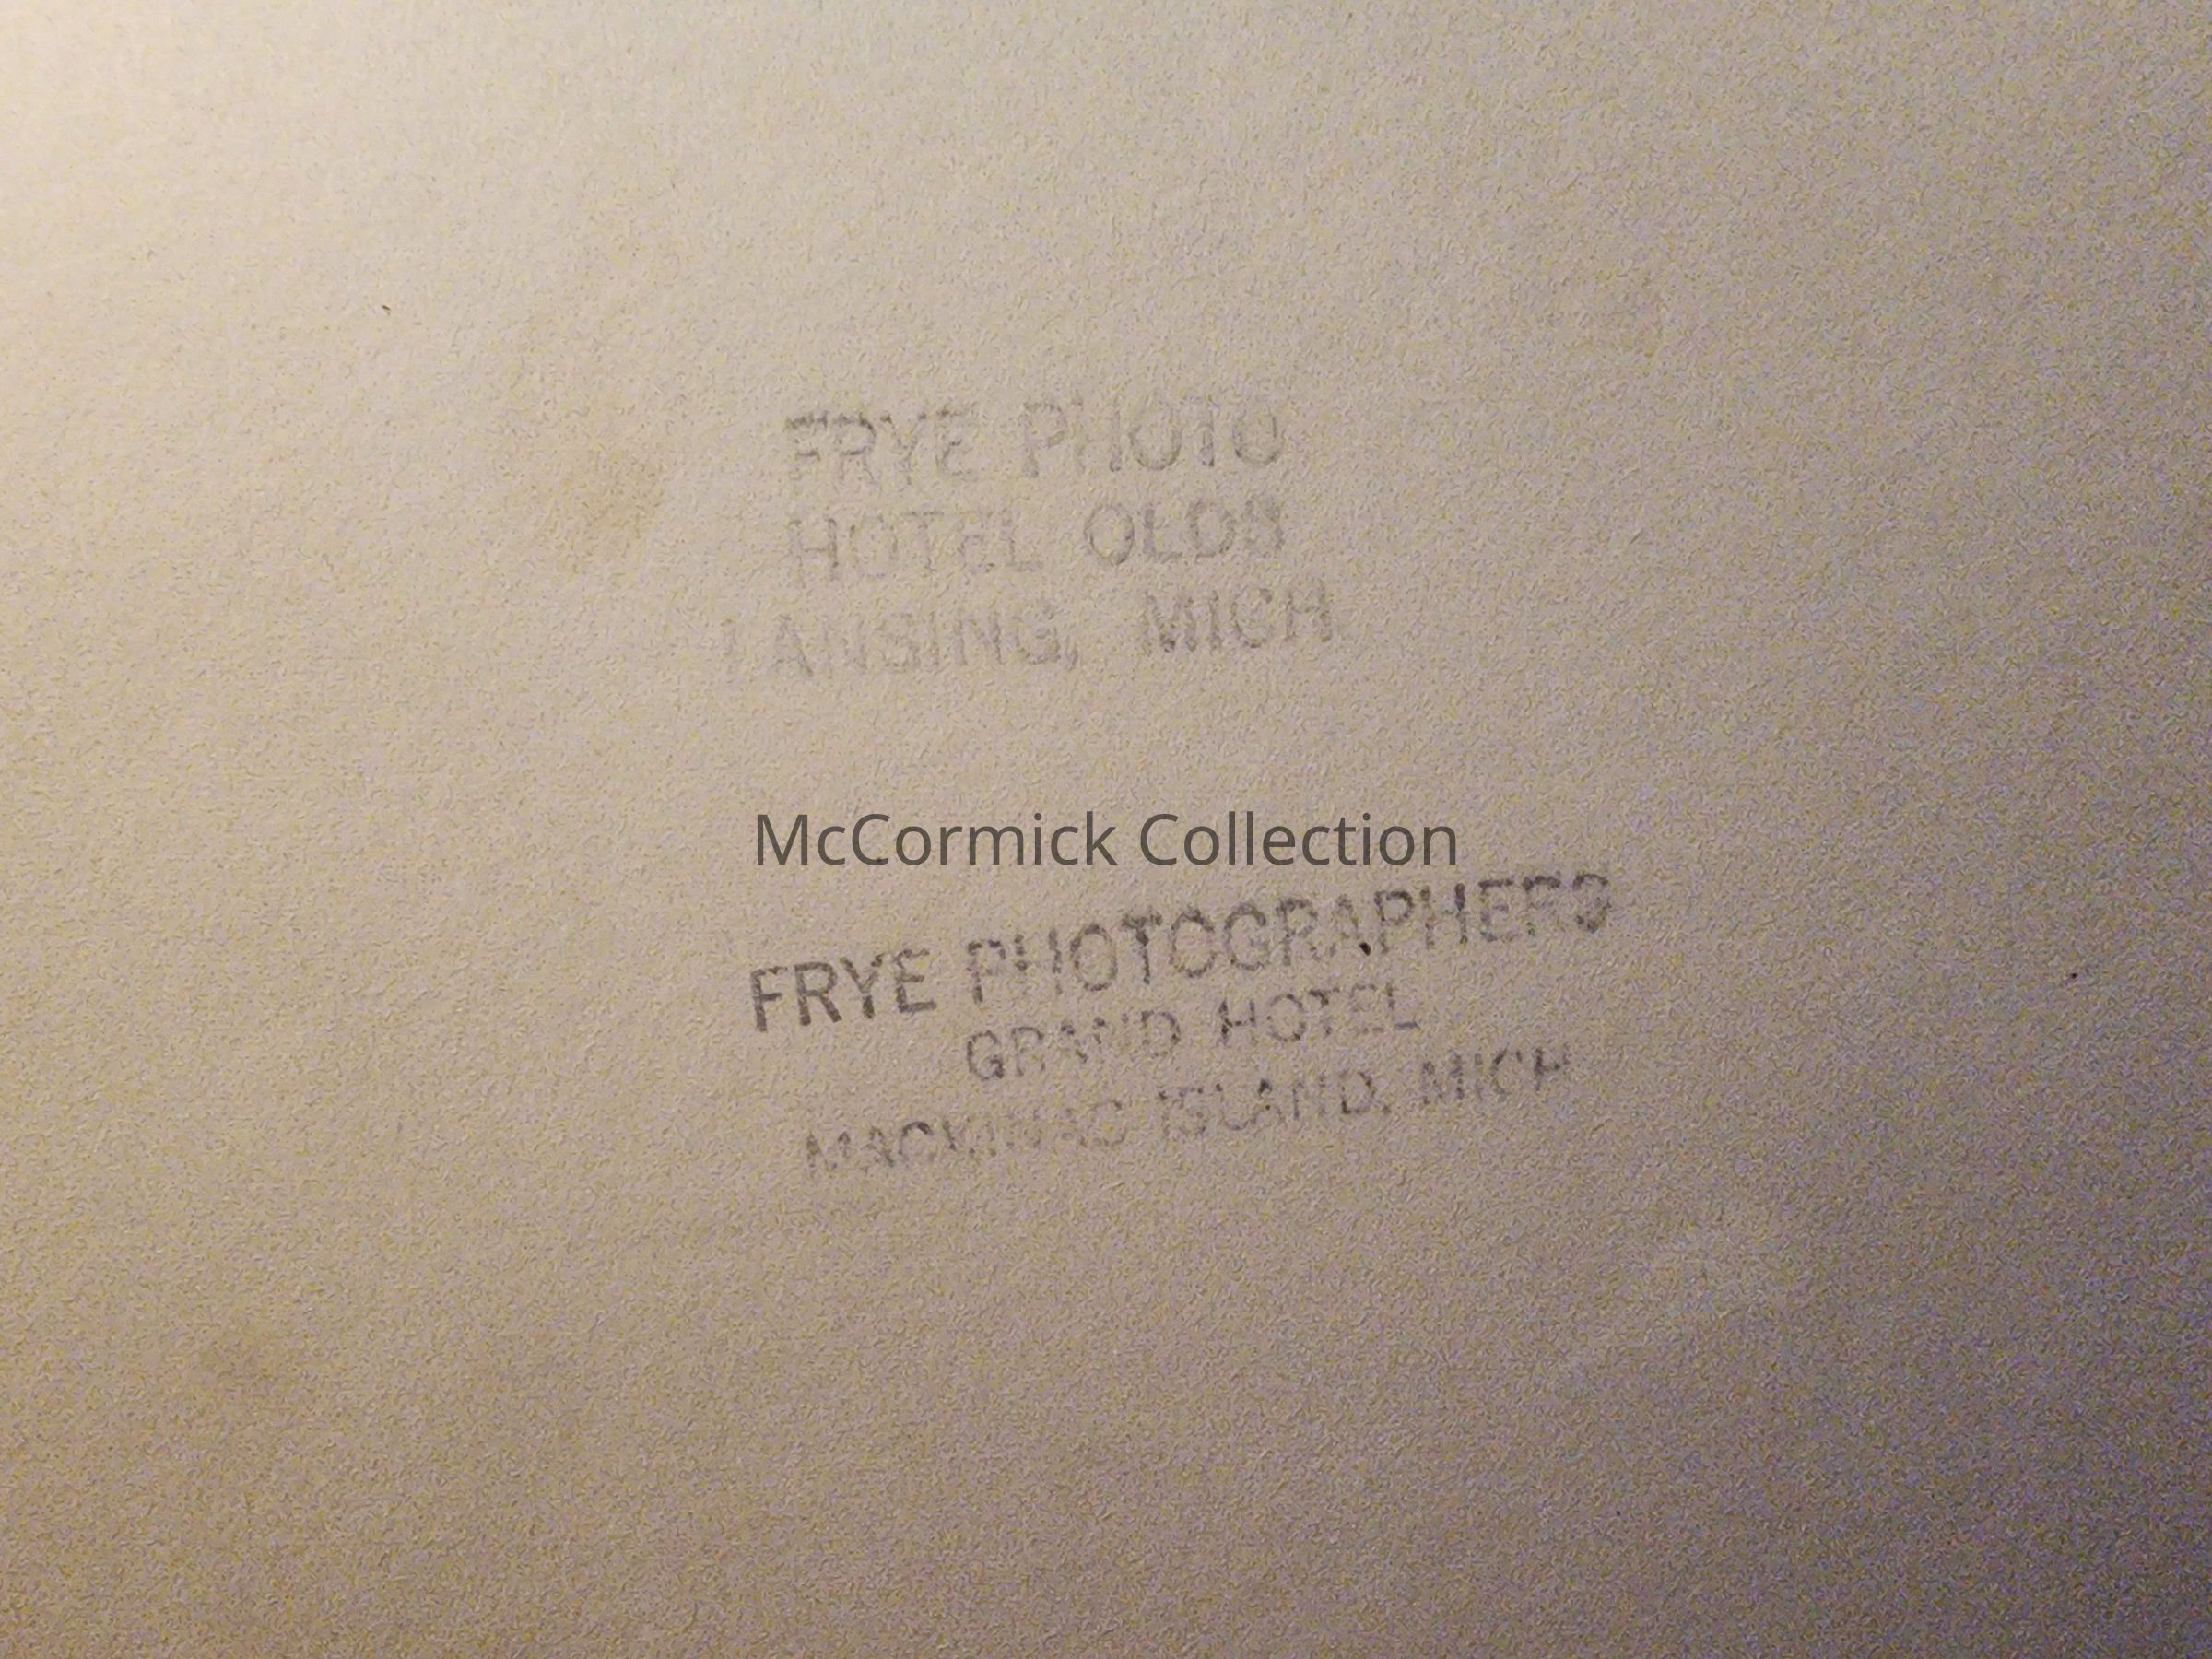 FRYE PHOTO
HOTEL OLDS
LANSING, MICH
McCormick Collection
FRYE PHOTOGRAPHERS
GRAND HOTEL
MACKINAC ISLAND, MICH